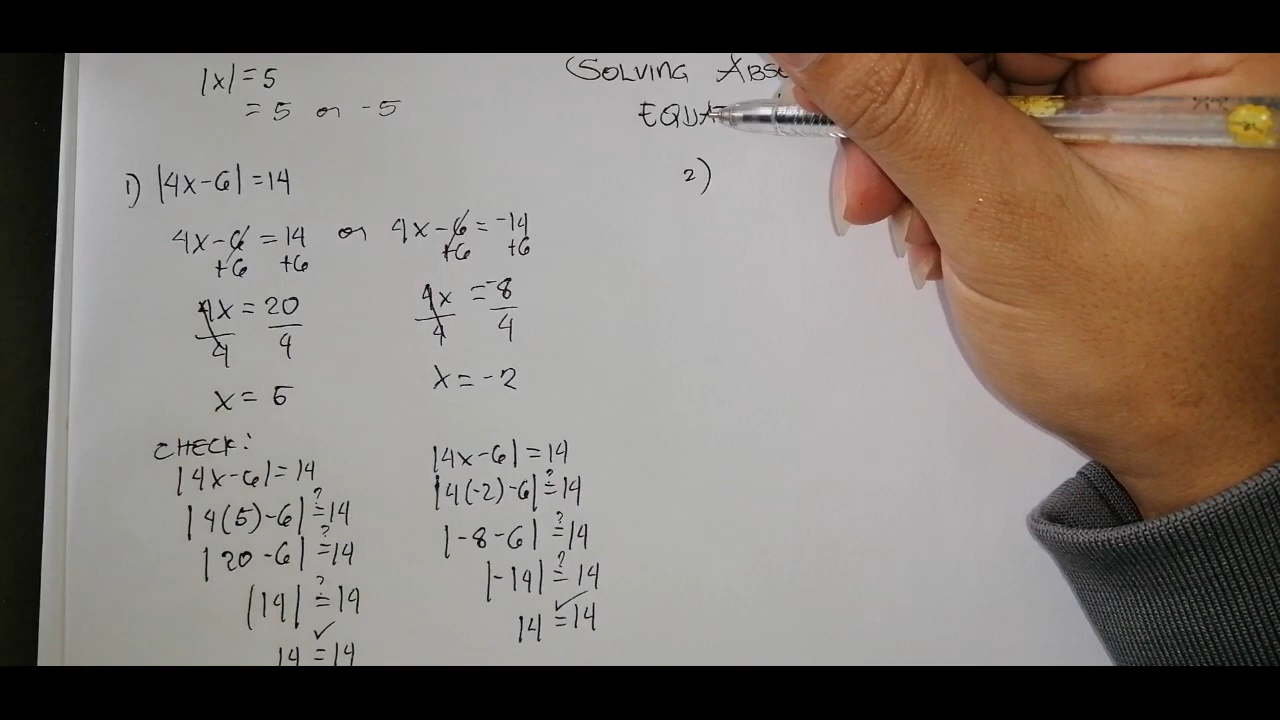 |x| = 5
= 5 or -5
(SOLVING
1) |4x-6| = 14
4x-6 = 14 or 4x-6 = -14
+6 +6 +6 +6
4x = 20 4x = -8
4 4 4 4
x = 5 x = -2
CHECK:
|4x-6| = 14
|4(5)-6| ?= 14
|20-6| ?= 14
|14| ?= 14
✓
14 = 14
|4x-6| = 14
|4(-2)-6| ?= 14
|-8-6| ?= 14
|-14| ?= 14
✓
14 = 14
2)